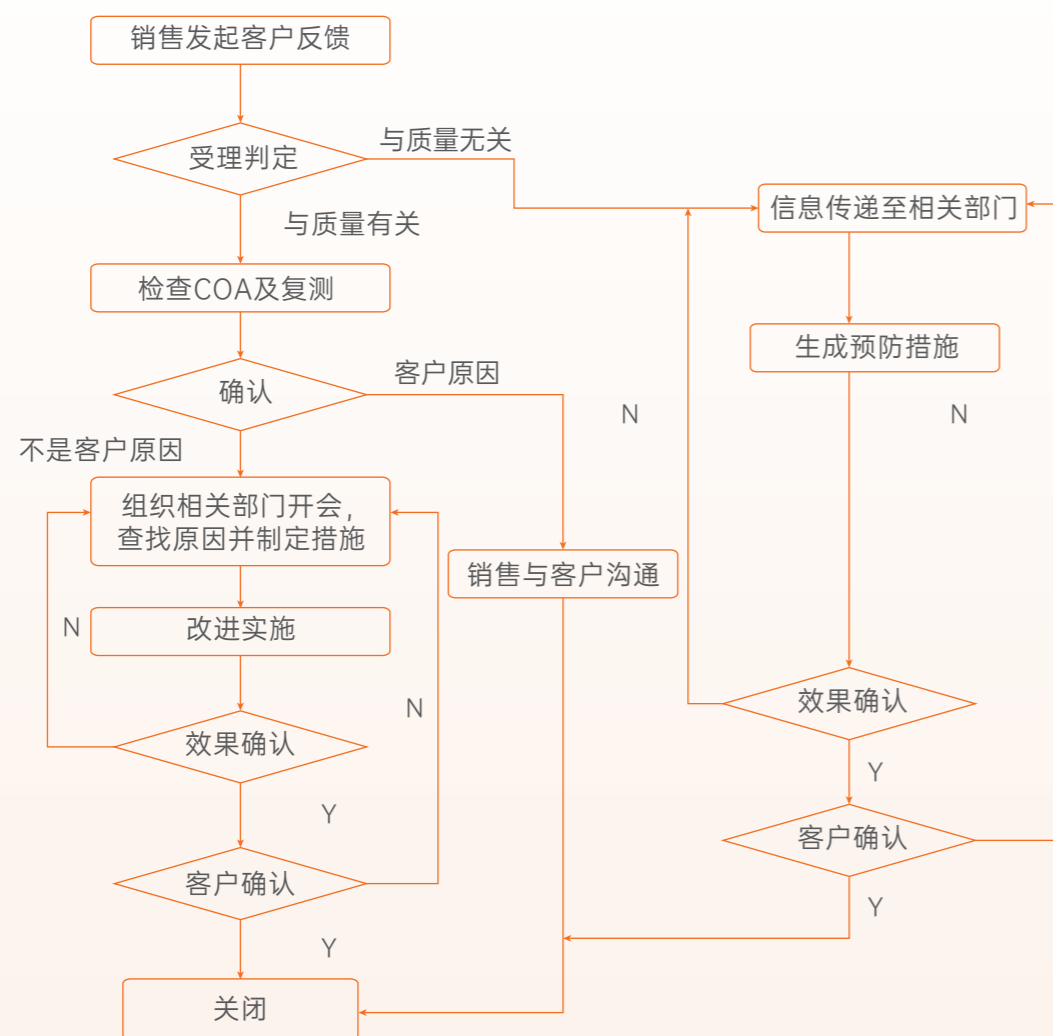 销售发起客户反馈
受理判定
与质量无关
信息传递至相关部门
与质量有关
检查COA及复测
生成预防措施
确认
客户原因
N
N
不是客户原因
组织相关部门开会，
查找原因并制定措施
销售与客户沟通
N
改进实施
N
效果确认
效果确认
Y
Y
客户确认
客户确认
Y
Y
关闭